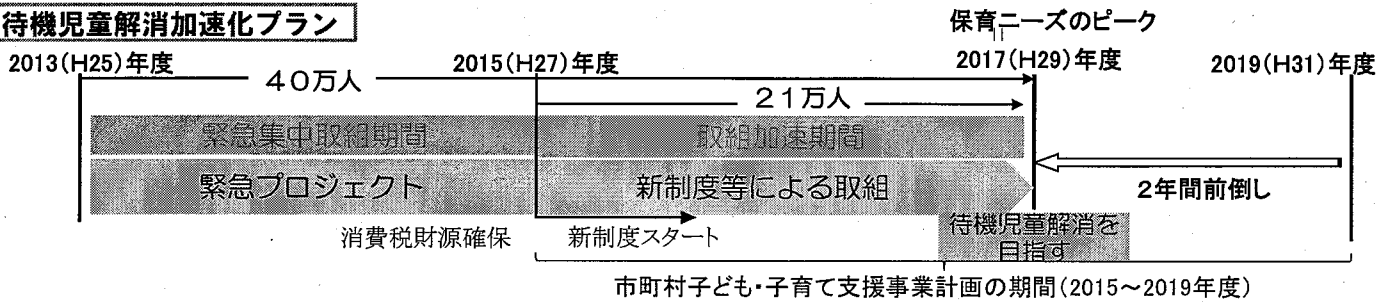 待機児童解消加速化プラン
保育ニーズのピーク
2013(H25)年度
2015(H27)年度
2017(H29)年度
2019(H31)年度
40万人
21万人
緊急集中取組期間
取組加速期間
緊急プロジェクト
新制度等による取組
2年間前倒し
消費税財源確保
新制度スタート
待機児童解消を
目指す
市町村子ども・子育て支援事業計画の期間(2015～2019年度)